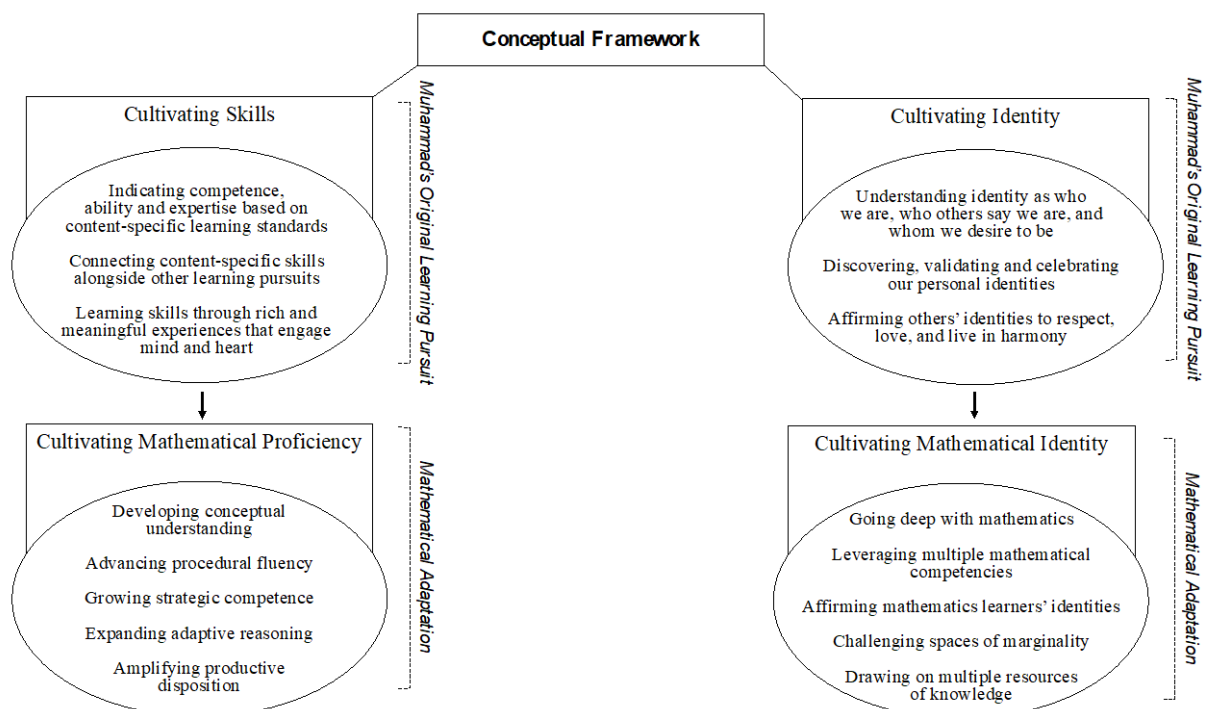 Conceptual Framework
Cultivating Skills
Indicating competence,
ability and expertise based on
content-specific learning standards
Connecting content-specific skills
alongside other learning pursuits
Learning skills through rich and
meaningful experiences that engage
mind and heart
Muhammad's Original Learning Pursuit
Cultivating Identity
Understanding identity as who
we are, who others say we are, and
whom we desire to be
Discovering, validating and celebrating
our personal identities
Affirming others' identities to respect,
love, and live in harmony
Muhammad's Original Learning Pursuit
Cultivating Mathematical Proficiency
Developing conceptual
understanding
Advancing procedural fluency
Growing strategic competence
Expanding adaptive reasoning
Amplifying productive
disposition
Mathematical Adaptation
Cultivating Mathematical Identity
Going deep with mathematics
Leveraging multiple mathematical
competencies
Affirming mathematics learners' identities
Challenging spaces of marginality
Drawing on multiple resources
of knowledge
Mathematical Adaptation